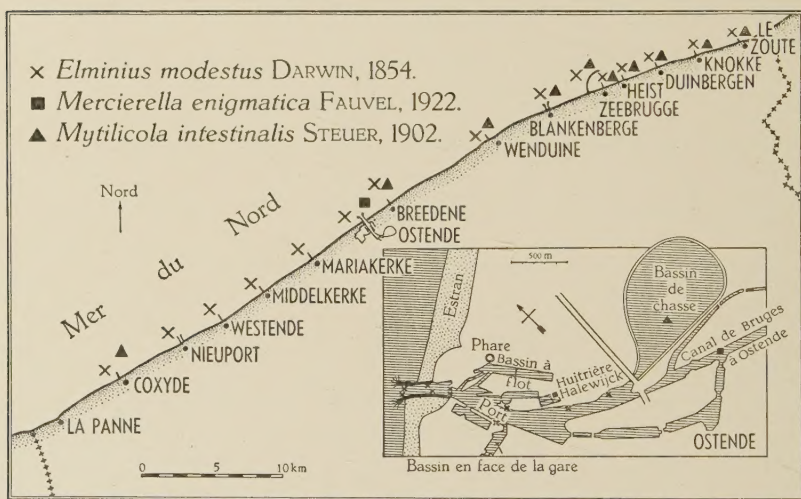 × Elminius modestus DARWIN, 1854.
■ Mercierella enigmatica FAUVEL, 1922.
▲ Mytilicola intestinalis STEUER, 1902.
Nord
Mer du Nord
LE
ZOUTE
KNOKKE
DUINBERGEN
HEIST
ZEEBRUGGE
BLANKENBERGE
WENDUINE
BREEDENE
OSTENDE
MARIAKERKE
MIDDELKERKE
WESTENDE
NIEUPORT
COXYDE
LA PANNE
0 5 10 km
500 m
Estran
Phare
Bassin à
flot
Huîtrière
Halewijck
Port
Bassin
de
chasse
Canal de Bruges
à Ostende
OSTENDE
Bassin en face de la gare